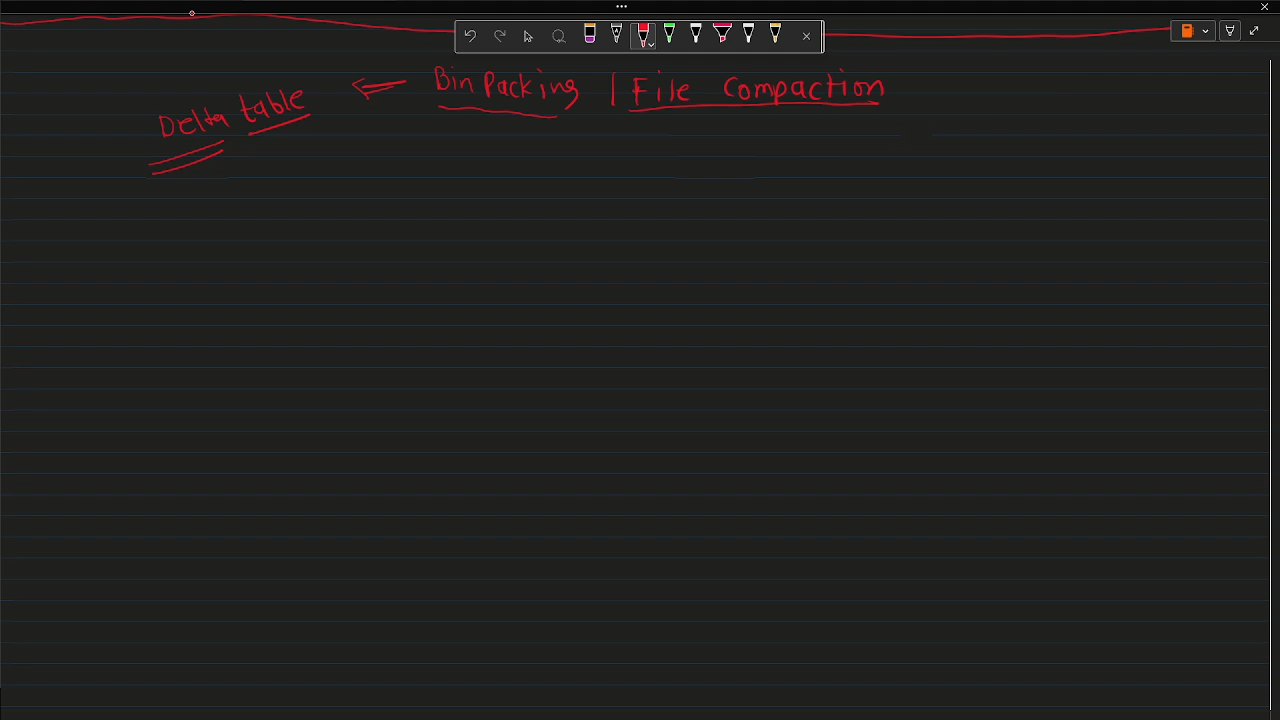 Delta table ⇐ Bin Packing | File Compaction